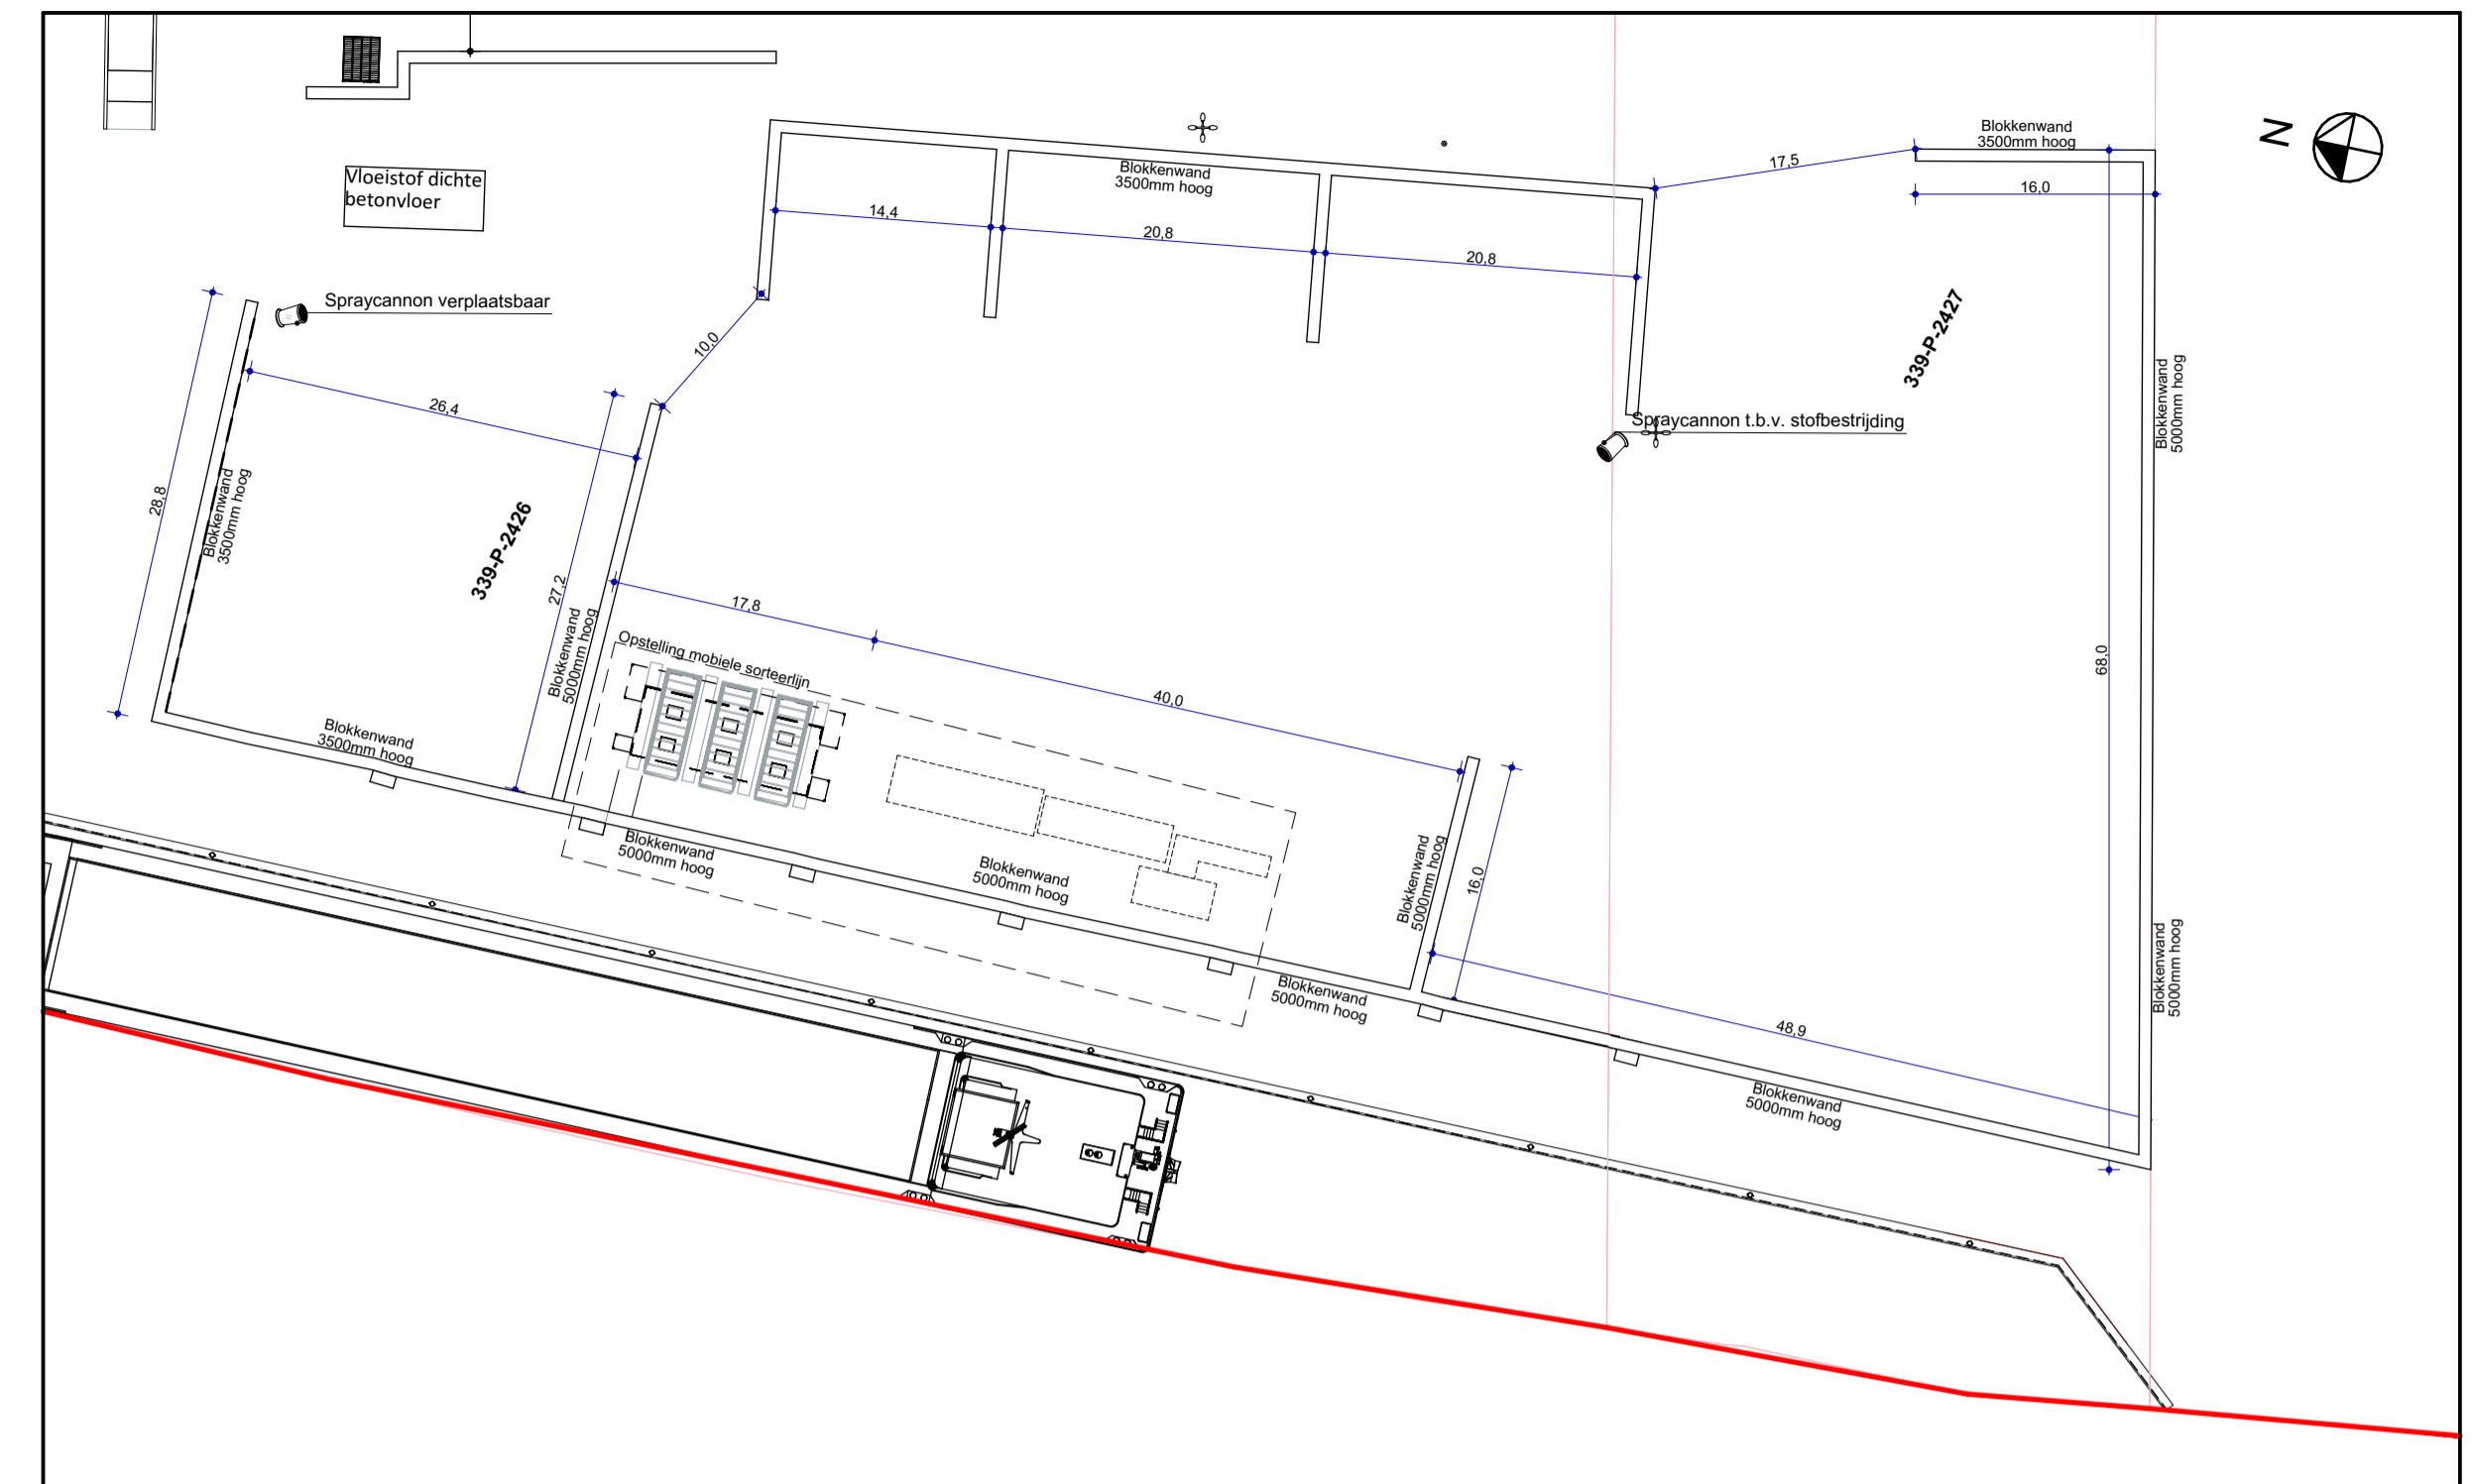 Blokkenwand
3500mm hoog
N
17,5
16,0
Vloeistof dichte
betonvloer
Blokkenwand
3500mm hoog
14,4
20,8
20,8
Spraycannon verplaatsbaar
10,0
339-P-2427
26,4
Blokkenwand
5000mm hoog
Spraycannon t.b.v. stofbestrijding
28,8
Blokkenwand
3500mm hoog
339-P-2426
27,2
17,8
Blokkenwand
5000mm hoog
Opstelling mobiele sorteerlijn
40,0
68,0
Blokkenwand
3500mm hoog
Blokkenwand
5000mm hoog
Blokkenwand
5000mm hoog
Blokkenwand
5000mm hoog
16,0
Blokkenwand
5000mm hoog
Blokkenwand
5000mm hoog
48,9
Blokkenwand
5000mm hoog